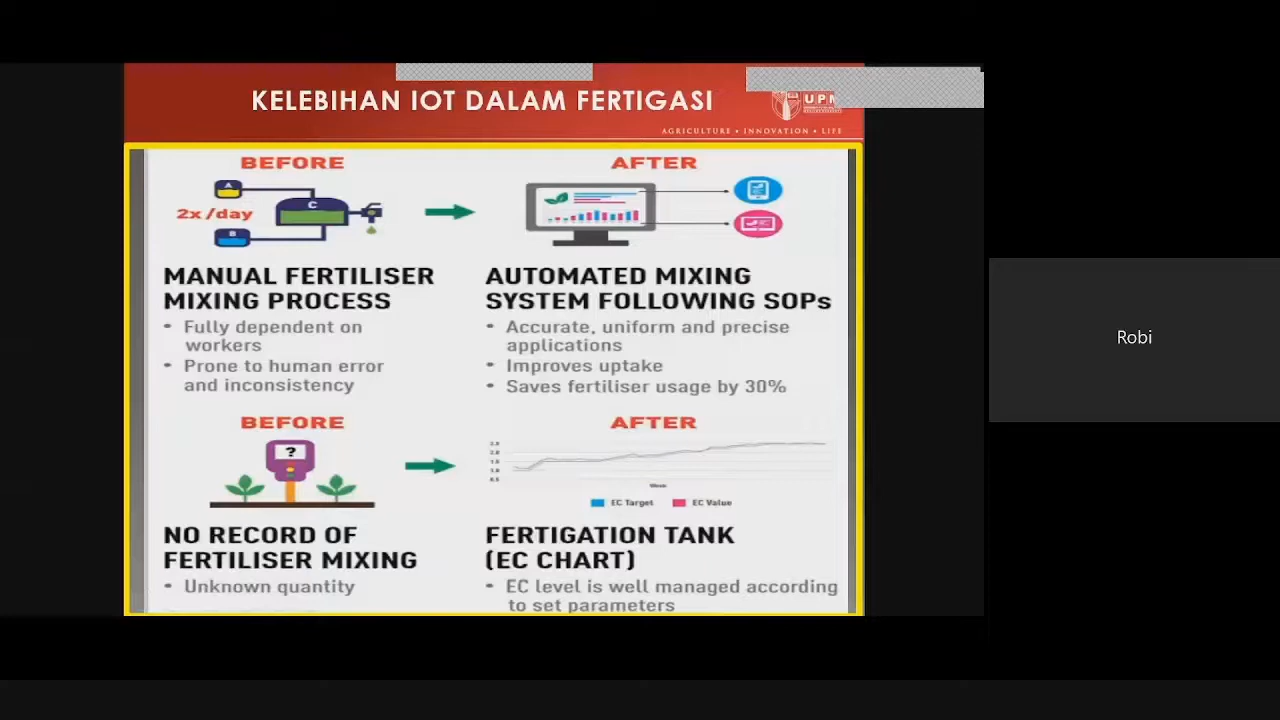 KELEBIHAN IOT DALAM FERTIGASI
UPM
AGRICULTURE • INNOVATION • LIFE
BEFORE
A
C
2x /day
B
AFTER
MANUAL FERTILISER
MIXING PROCESS
• Fully dependent on
workers
• Prone to human error
and inconsistency
AUTOMATED MIXING
SYSTEM FOLLOWING SOPs
• Accurate, uniform and precise
applications
• Improves uptake
• Saves fertiliser usage by 30%
BEFORE
?
AFTER
EC Target
EC Value
NO RECORD OF
FERTILISER MIXING
• Unknown quantity
FERTIGATION TANK
(EC CHART)
• EC level is well managed according
to set parameters
Robi